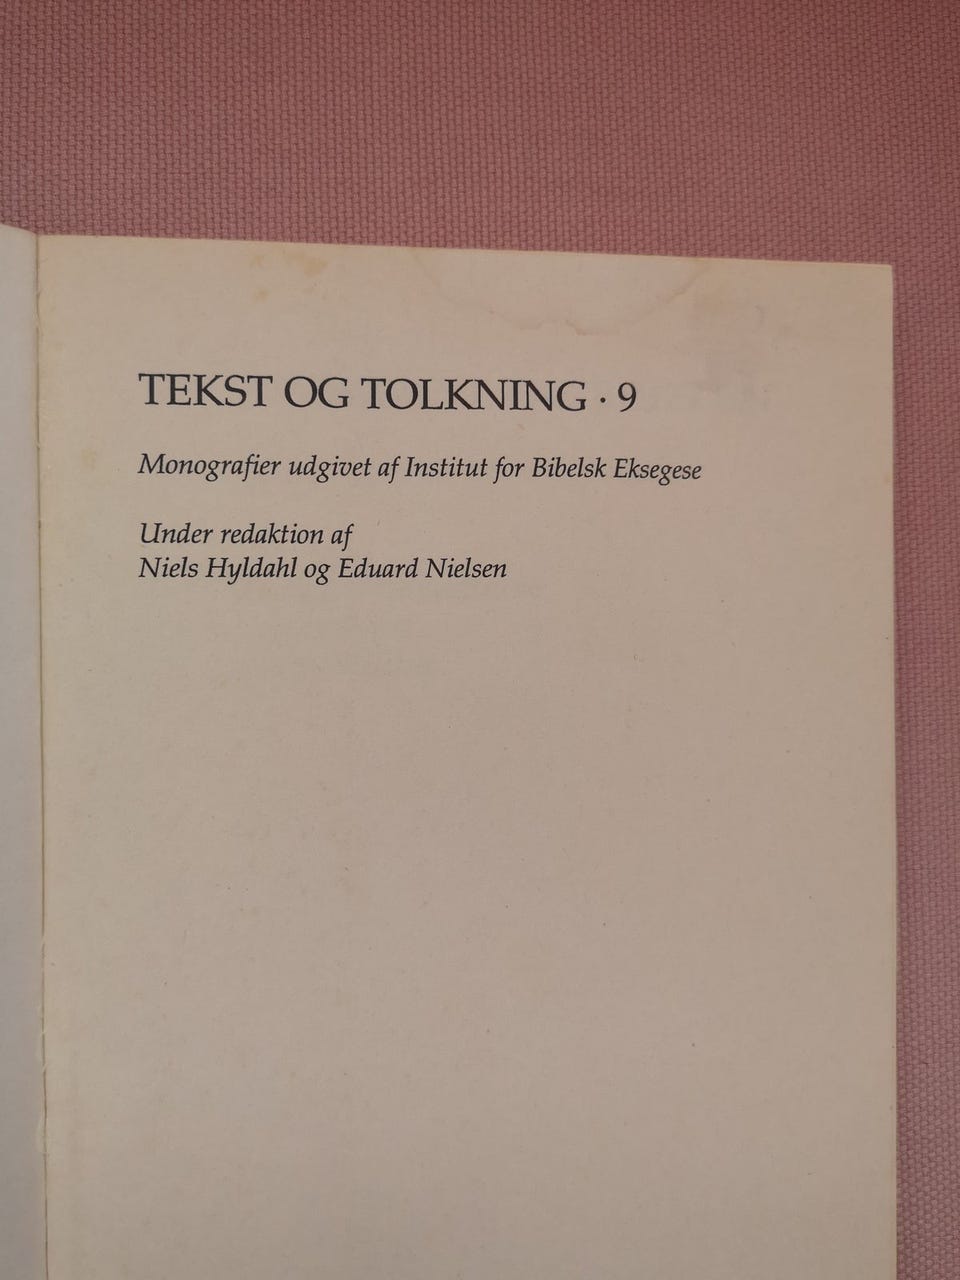 TEKST OG TOLKNING · 9
Monografier udgivet af Institut for Bibelsk Eksegese
Under redaktion af
Niels Hyldahl og Eduard Nielsen